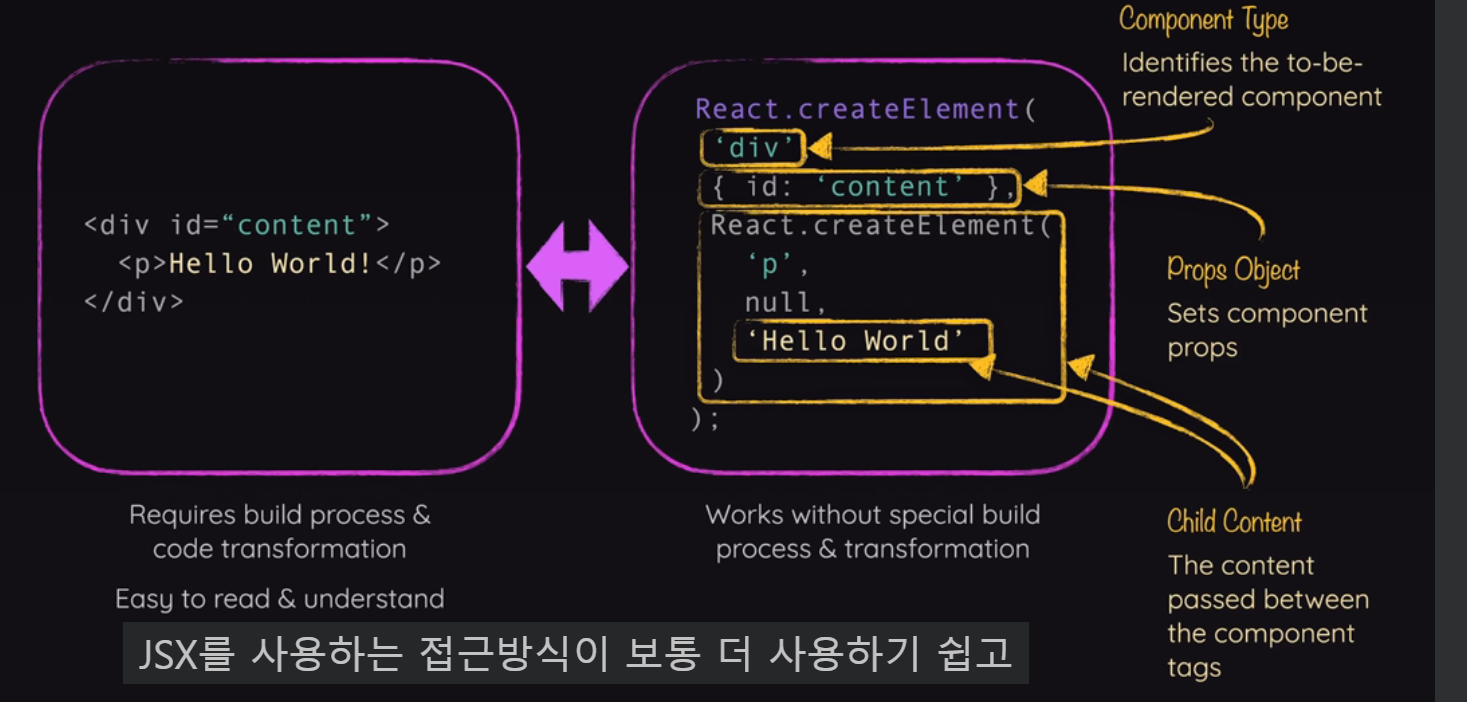 <div id=“content”>
<p>Hello World!</p>
</div>
Requires build process &
code transformation
Easy to read & understand
React.createElement(
‘div’
{ id: ‘content’ },
React.createElement(
‘p’,
null,
‘Hello World’
)
);
Works without special build
process & transformation
Component Type
Identifies the to-be-
rendered component
Props Object
Sets component
props
Child Content
The content
passed between
the component
tags
JSX를 사용하는 접근방식이 보통 더 사용하기 쉽고